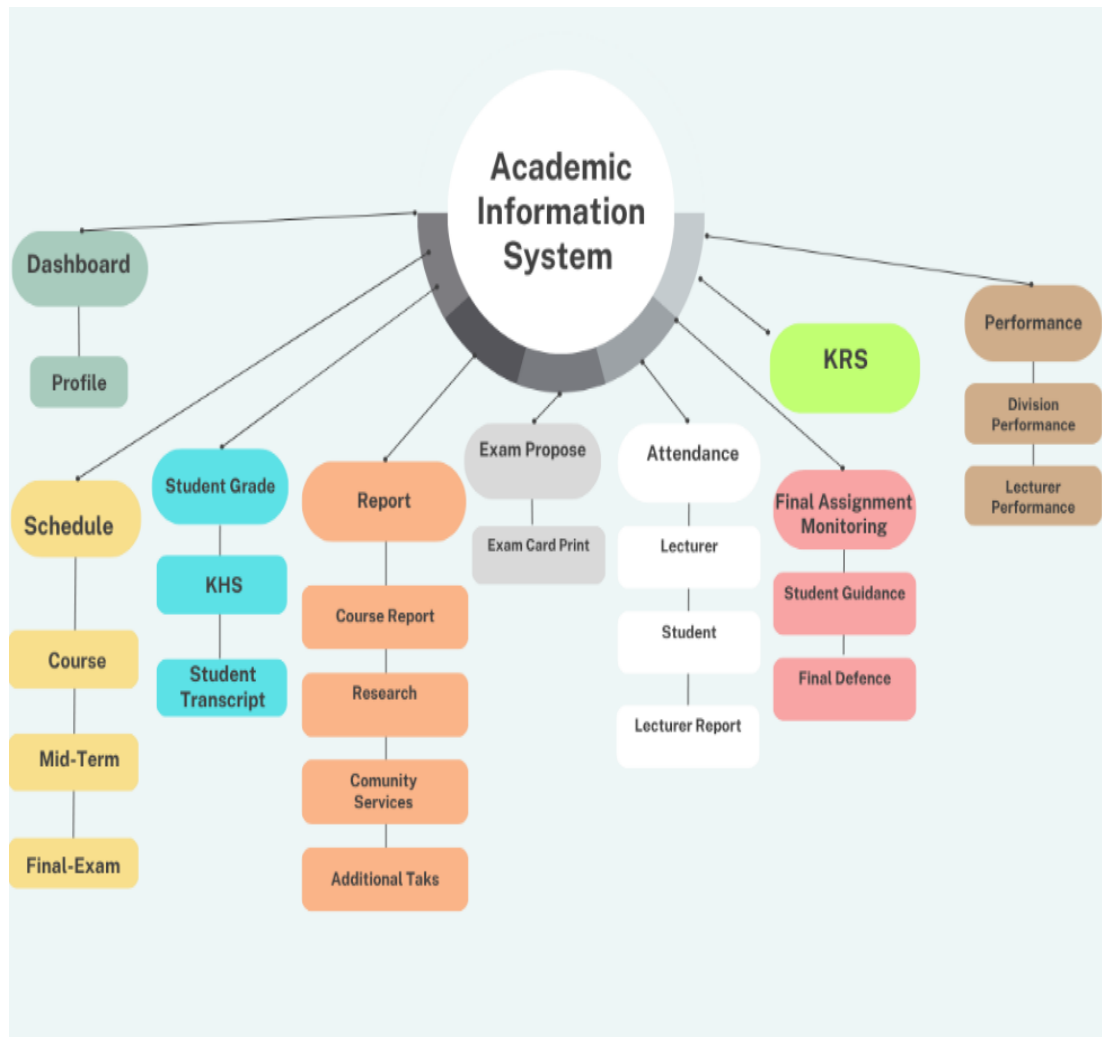 Academic
Information
System
Dashboard
Profile
Schedule
Course
Mid-Term
Final-Exam
Student Grade
KHS
Student
Transcript
Report
Course Report
Research
Comunity
Services
Additional Taks
Exam Propose
Exam Card Print
Attendance
Lecturer
Student
Lecturer Report
Final Assignment
Monitoring
Student Guidance
Final Defence
KRS
Performance
Division
Performance
Lecturer
Performance